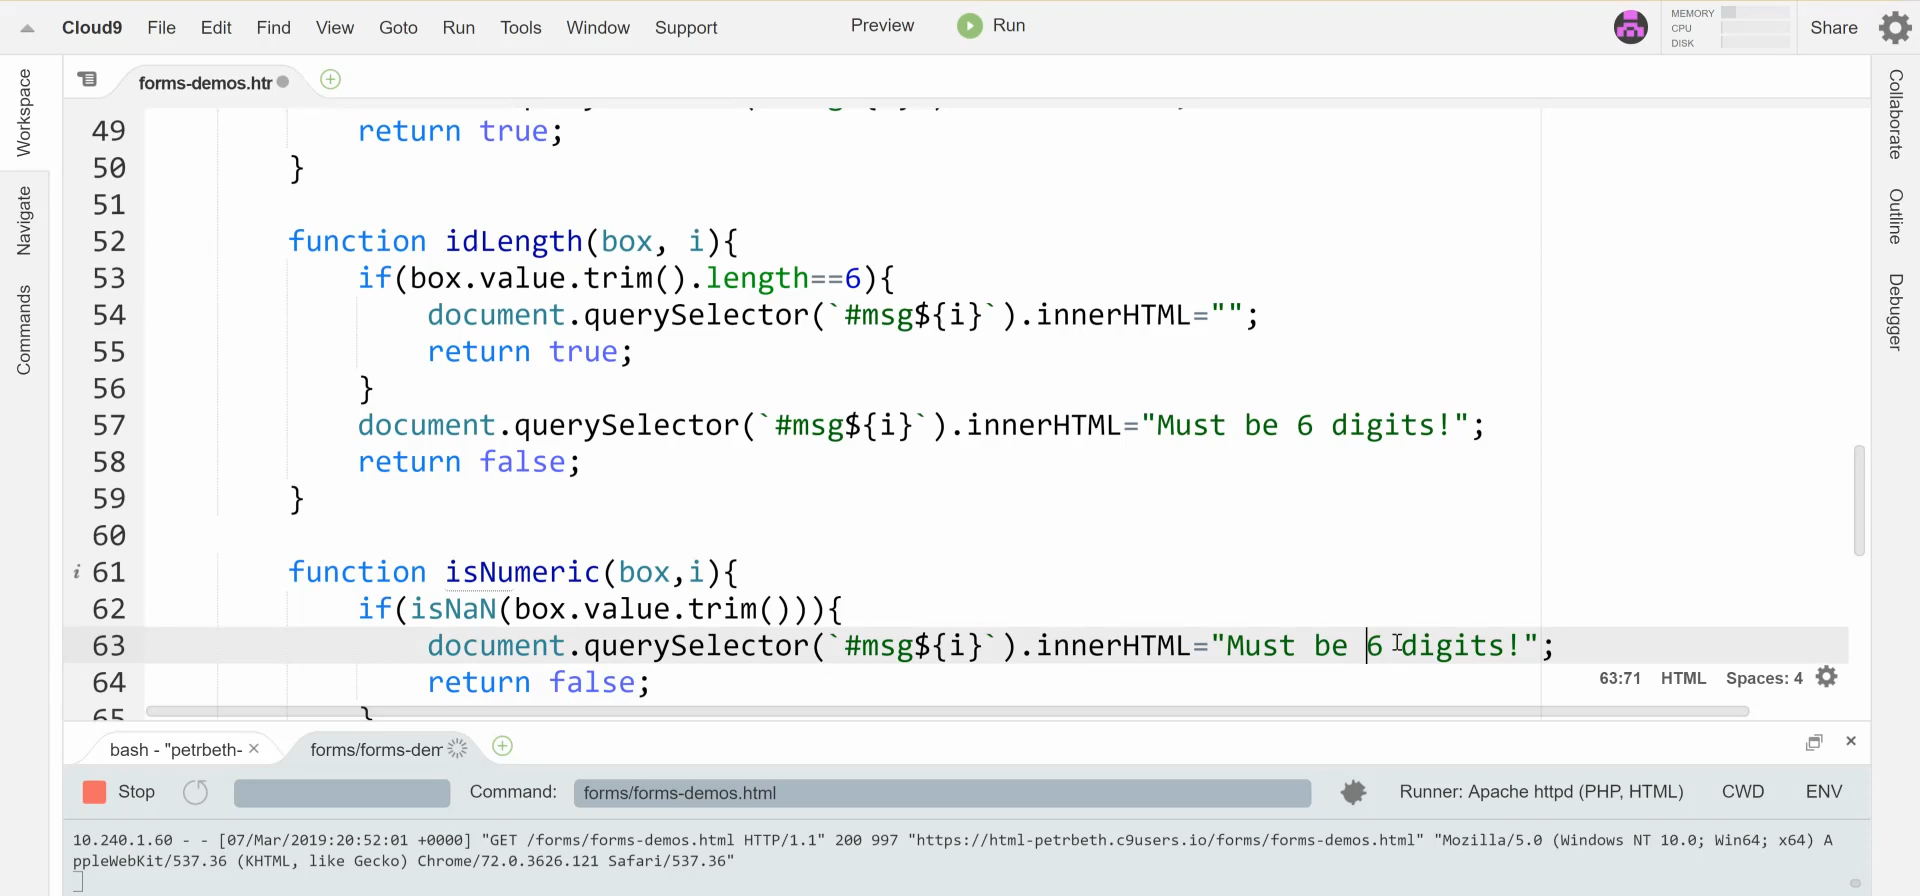 Cloud9 File Edit Find View Goto Run Tools Window Support Preview Run MEMORY CPU DISK Share
Workspace
Navigate
Commands
forms-demos.htr
49 return true;
50 }
51
52 function idLength(box, i){
53 if(box.value.trim().length==6){
54 document.querySelector(`#msg${i}`).innerHTML="";
55 return true;
56 }
57 document.querySelector(`#msg${i}`).innerHTML="Must be 6 digits!";
58 return false;
59 }
60
i 61 function isNumeric(box,i){
62 if(isNaN(box.value.trim())){
63 document.querySelector(`#msg${i}`).innerHTML="Must be 6 digits!";
64 return false;
65 }
63:71 HTML Spaces: 4
Collaborate
Outline
Debugger
bash - "petrbeth- × forms/forms-dem
Stop Command: forms/forms-demos.html Runner: Apache httpd (PHP, HTML) CWD ENV
10.240.1.60 - - [07/Mar/2019:20:52:01 +0000] "GET /forms/forms-demos.html HTTP/1.1" 200 997 "https://html-petrbeth.c9users.io/forms/forms-demos.html" "Mozilla/5.0 (Windows NT 10.0; Win64; x64) A
ppleWebKit/537.36 (KHTML, like Gecko) Chrome/72.0.3626.121 Safari/537.36"